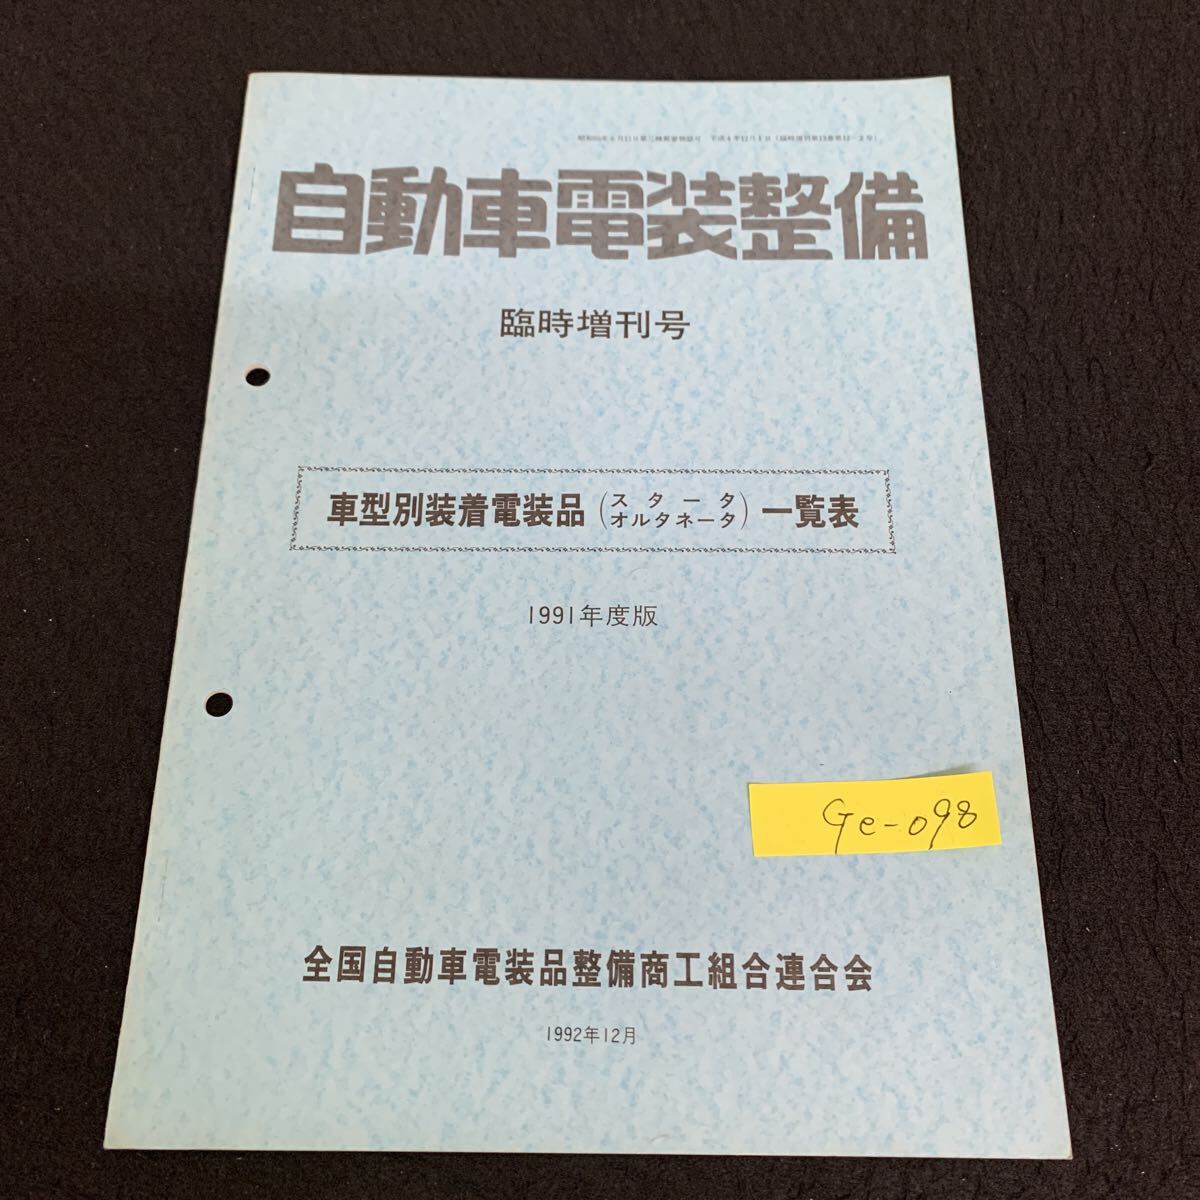 自動車電装整備
臨時増刊号
車型別装着電装品（スタータ オルタネータ）一覧表
1991年度版
Ge-098
全国自動車電装品整備商工組合連合会
1992年12月